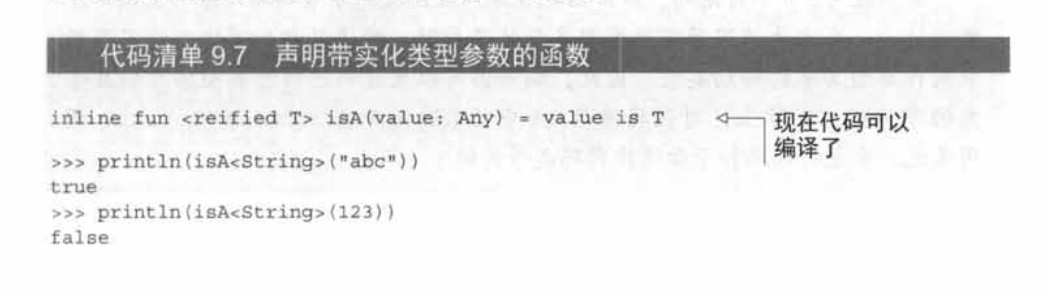 代码清单 9.7 声明带实化类型参数的函数
inline fun <reified T> isA(value: Any) = value is T
现在代码可以
编译了
>>> println(isA<String>("abc"))
true
>>> println(isA<String>(123))
false